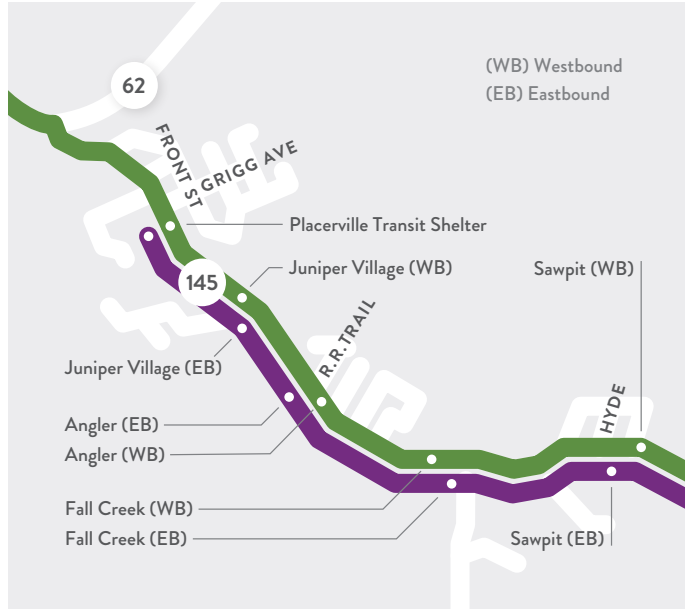 (WB) Westbound
(EB) Eastbound
62
FRONT ST
GRIGG AVE
Placerville Transit Shelter
Juniper Village (WB)
Sawpit (WB)
145
R.R.TRAIL
Juniper Village (EB)
HYDE
Angler (EB)
Angler (WB)
Fall Creek (WB)
Fall Creek (EB)
Sawpit (EB)